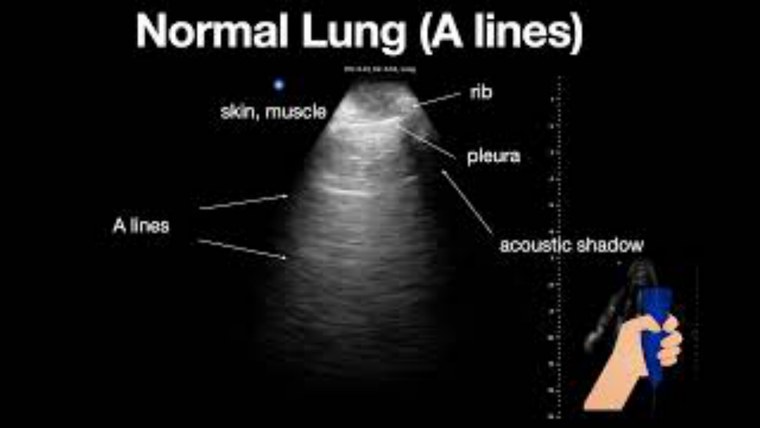 Normal Lung (A lines)
rib
skin, muscle
pleura
A lines
acoustic shadow